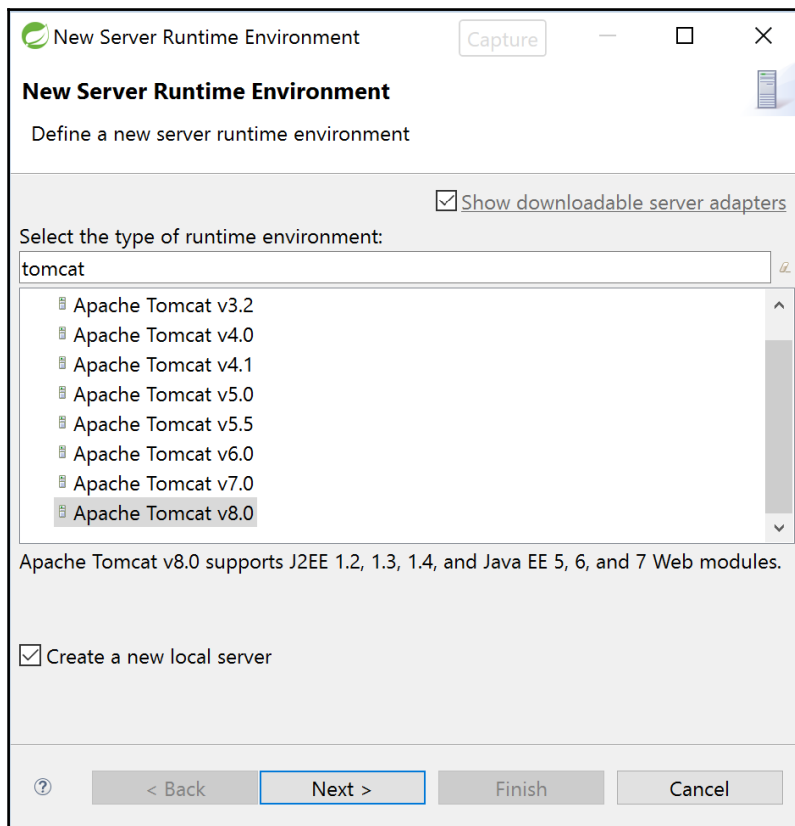 New Server Runtime Environment
Capture
New Server Runtime Environment
Define a new server runtime environment
Show downloadable server adapters
Select the type of runtime environment:
tomcat
Apache Tomcat v3.2
Apache Tomcat v4.0
Apache Tomcat v4.1
Apache Tomcat v5.0
Apache Tomcat v5.5
Apache Tomcat v6.0
Apache Tomcat v7.0
Apache Tomcat v8.0
Apache Tomcat v8.0 supports J2EE 1.2, 1.3, 1.4, and Java EE 5, 6, and 7 Web modules.
Create a new local server
? < Back Next > Finish Cancel